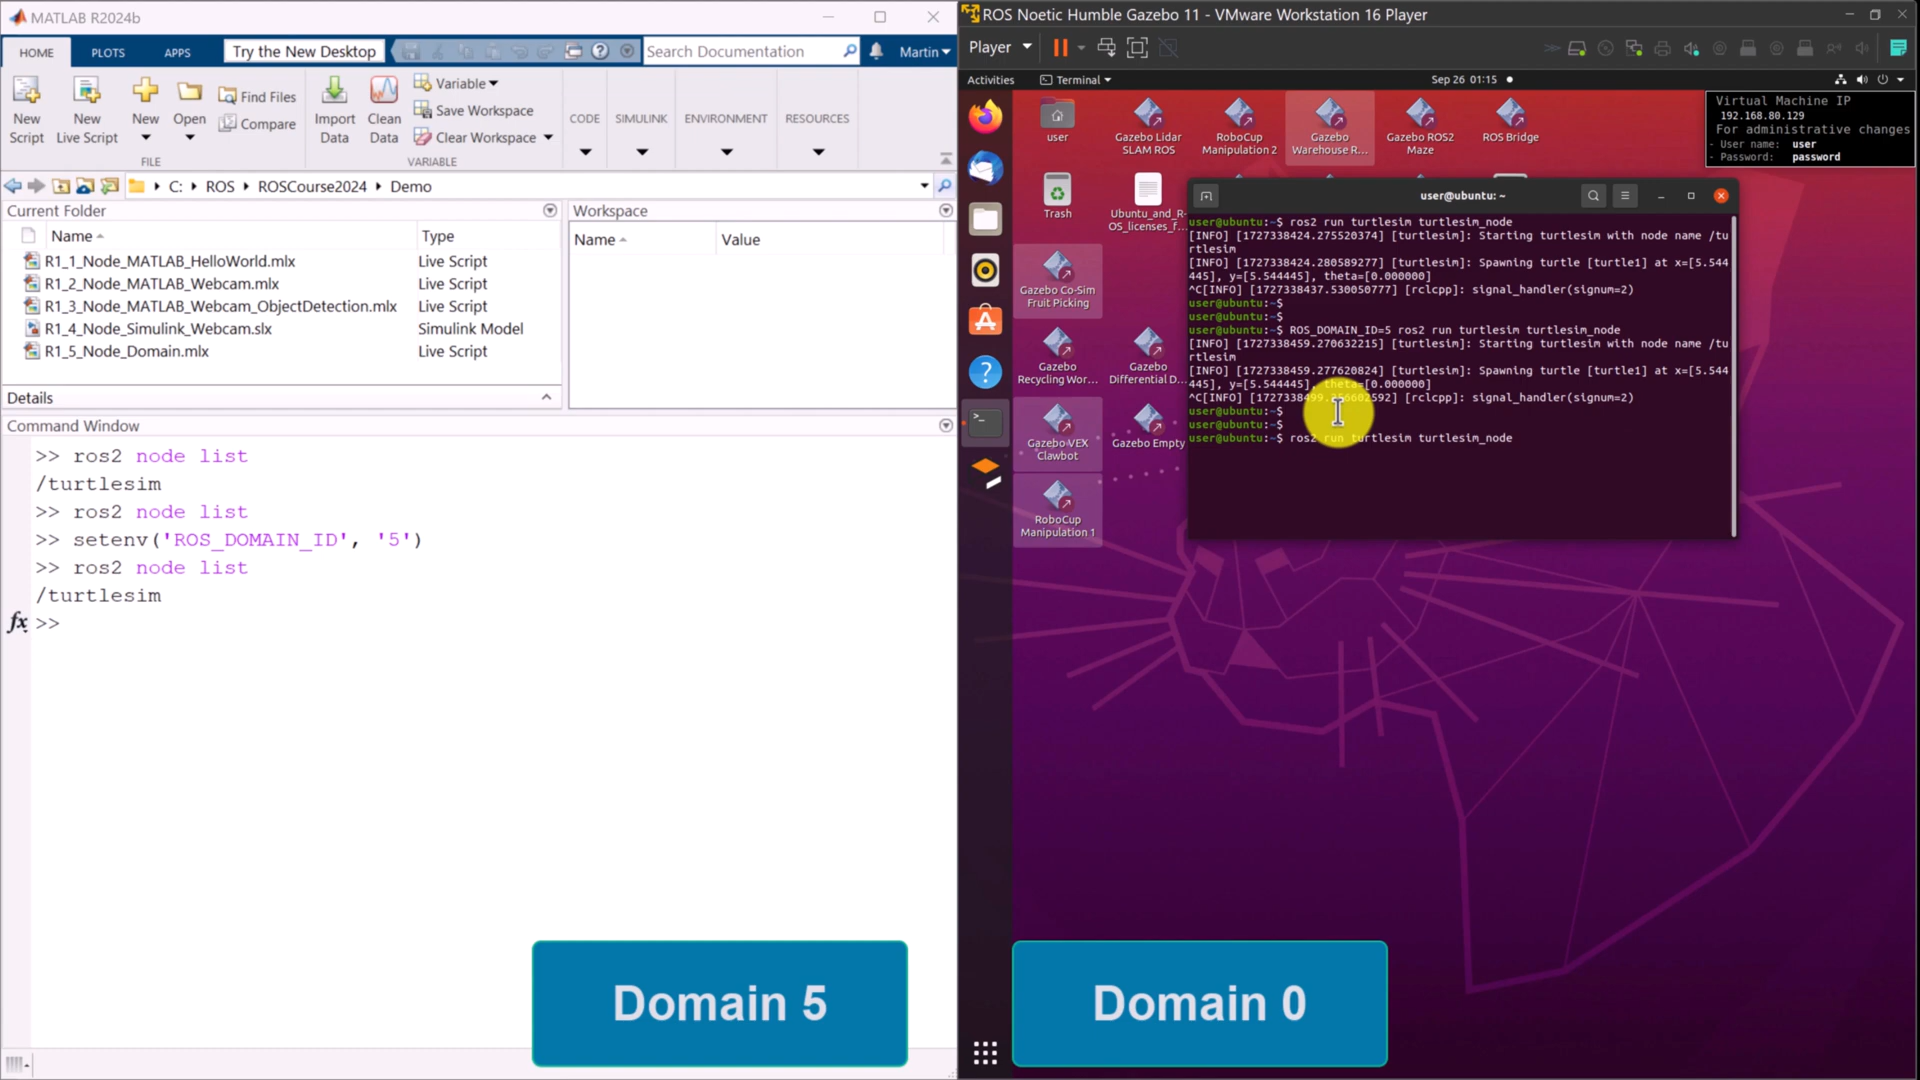 MATLAB R2024b
HOME PLOTS APPS Try the New Desktop Search Documentation Martin
New Script
New Live Script
New
Open
Find Files
Compare
FILE
Import Data
Clean Data
Variable
Save Workspace
Clear Workspace
VARIABLE
CODE
SIMULINK
ENVIRONMENT
RESOURCES
C: ROS ROSCourse2024 Demo
Current Folder
Name Type
R1_1_Node_MATLAB_HelloWorld.mlx Live Script
R1_2_Node_MATLAB_Webcam.mlx Live Script
R1_3_Node_MATLAB_Webcam_ObjectDetection.mlx Live Script
R1_4_Node_Simulink_Webcam.slx Simulink Model
R1_5_Node_Domain.mlx Live Script
Details
Workspace
Name Value
Command Window
>> ros2 node list
/turtlesim
>> ros2 node list
>> setenv('ROS_DOMAIN_ID', '5')
>> ros2 node list
/turtlesim
fx >>
Domain 5
ROS Noetic Humble Gazebo 11 - VMware Workstation 16 Player
Player
Activities Terminal Sep 26 01:15
user
Gazebo Lidar SLAM ROS
RoboCup Manipulation 2
Gazebo Warehouse R...
Gazebo ROS2 Maze
ROS Bridge
Virtual Machine IP
192.168.80.129
For administrative changes
- User name: user
- Password: password
Trash
Ubuntu_and_R-OS_licenses_f...
Gazebo Co-Sim Fruit Picking
Gazebo Recycling Wor...
Gazebo Differential D...
Gazebo VEX Clawbot
Gazebo Empty
RoboCup Manipulation 1
user@ubuntu: ~
user@ubuntu:~$ ros2 run turtlesim turtlesim_node
[INFO] [1727338424.275520374] [turtlesim]: Starting turtlesim with node name /tu
rtlesim
[INFO] [1727338424.280589277] [turtlesim]: Spawning turtle [turtle1] at x=[5.544
445], y=[5.544445], theta=[0.000000]
^C[INFO] [1727338437.530050777] [rclcpp]: signal_handler(signum=2)
user@ubuntu:~$
user@ubuntu:~$
user@ubuntu:~$ ROS_DOMAIN_ID=5 ros2 run turtlesim turtlesim_node
[INFO] [1727338459.270632215] [turtlesim]: Starting turtlesim with node name /tu
rtlesim
[INFO] [1727338459.277620824] [turtlesim]: Spawning turtle [turtle1] at x=[5.544
445], y=[5.544445], theta=[0.000000]
^C[INFO] [1727338499.256602592] [rclcpp]: signal_handler(signum=2)
user@ubuntu:~$
user@ubuntu:~$
user@ubuntu:~$ ros2 run turtlesim turtlesim_node
Domain 0